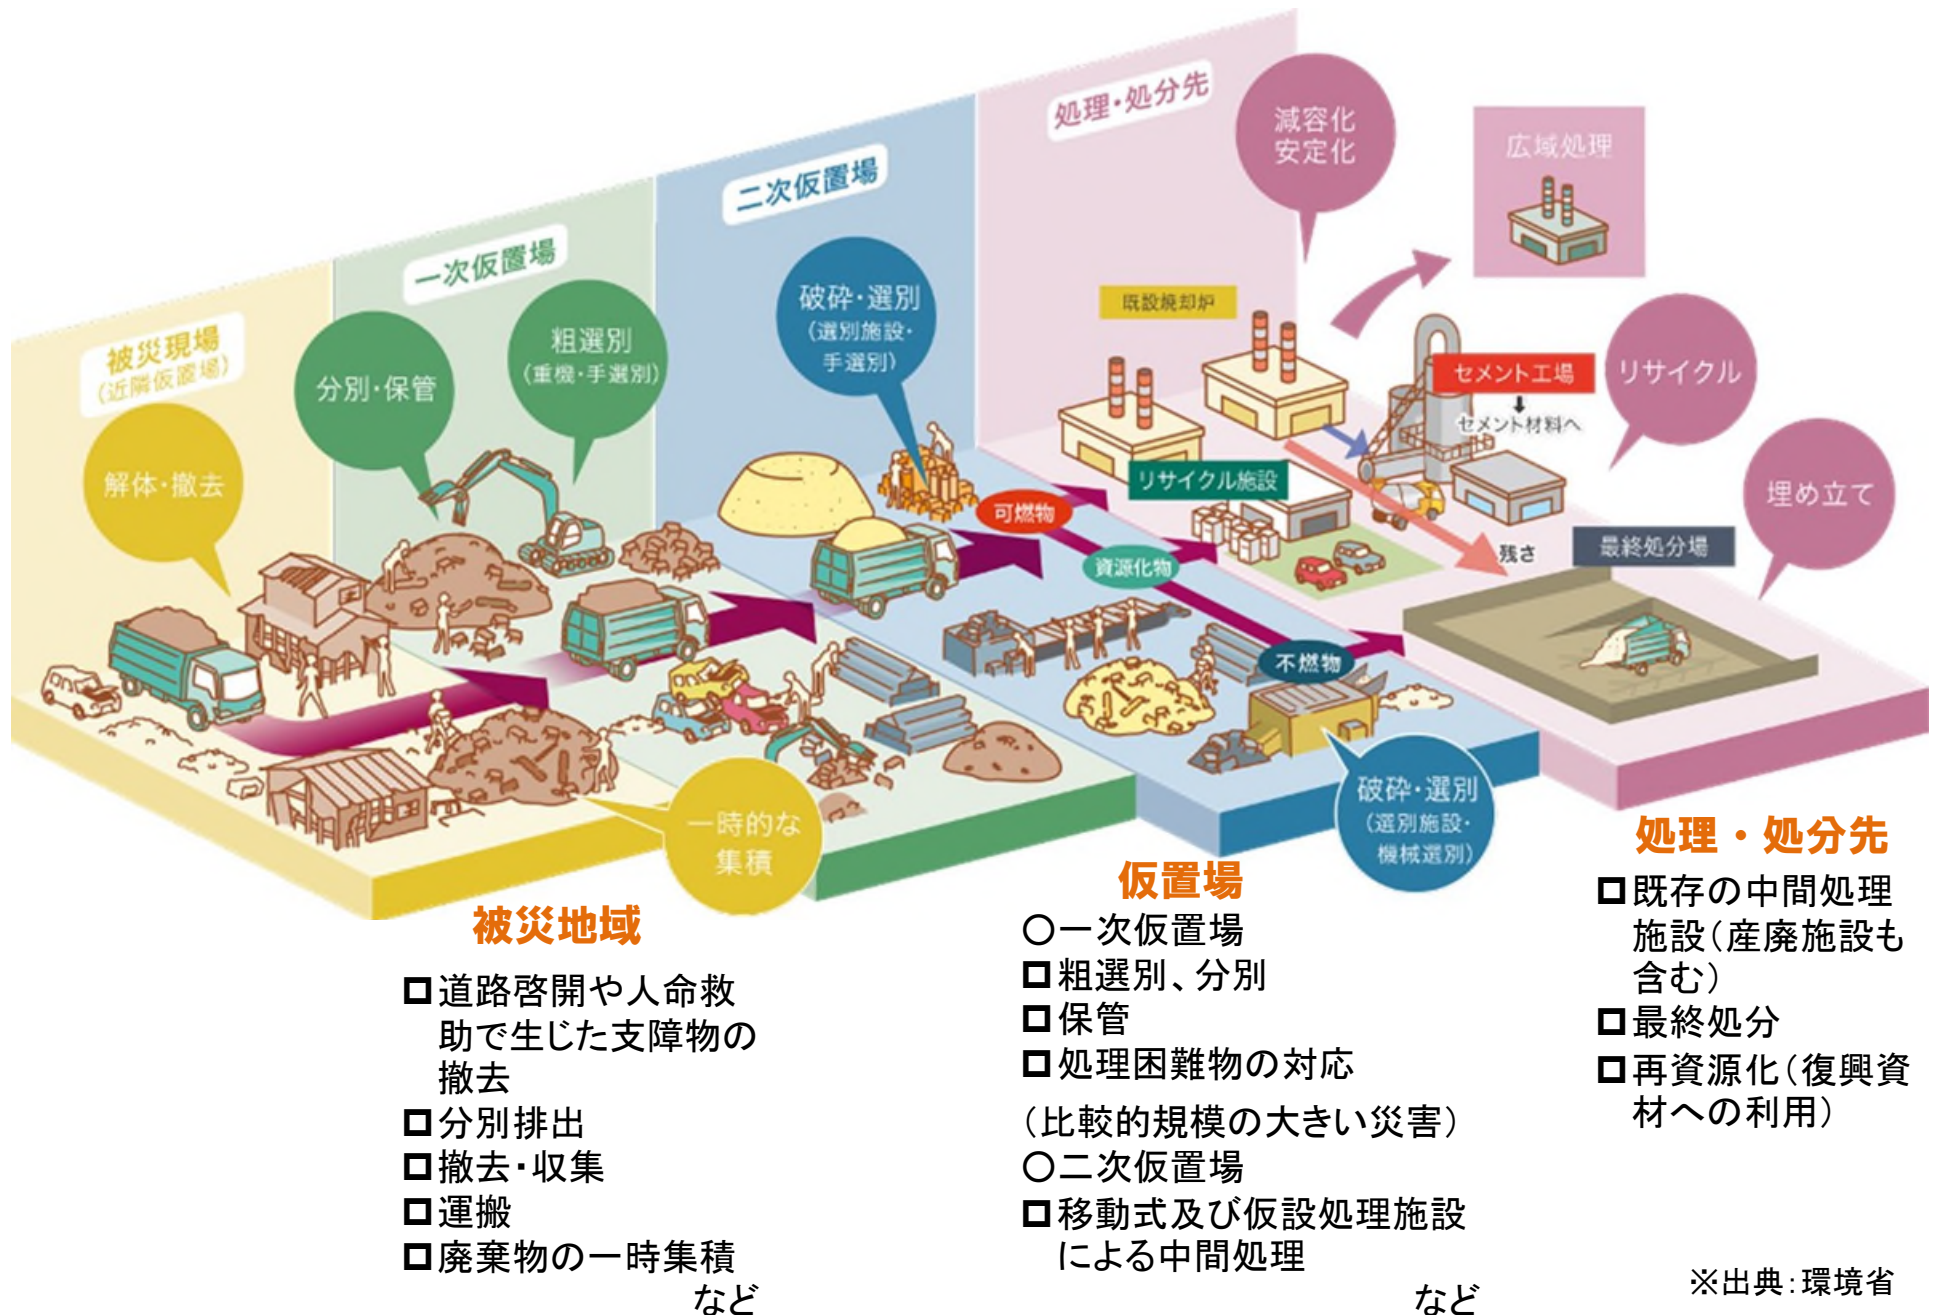 被災現場
(近隣仮置場)
解体・撤去
一時的な
集積
一次仮置場
分別・保管
粗選別
(重機・手選別)
二次仮置場
破砕・選別
(選別施設・
手選別)
可燃物
資源化物
不燃物
破砕・選別
(選別施設・
機械選別)
処理・処分先
減容化
安定化
広域処理
既設焼却炉
セメント工場
↓
セメント材料へ
リサイクル
リサイクル施設
残さ
最終処分場
埋め立て
被災地域
□道路啓開や人命救
助で生じた支障物の
撤去
□分別排出
□撤去・収集
□運搬
□廃棄物の一時集積
など
仮置場
○一次仮置場
□粗選別、分別
□保管
□処理困難物の対応
(比較的規模の大きい災害)
○二次仮置場
□移動式及び仮設処理施設
による中間処理
など
処理・処分先
□既存の中間処理
施設(産廃施設も
含む)
□最終処分
□再資源化(復興資
材への利用)
※出典:環境省